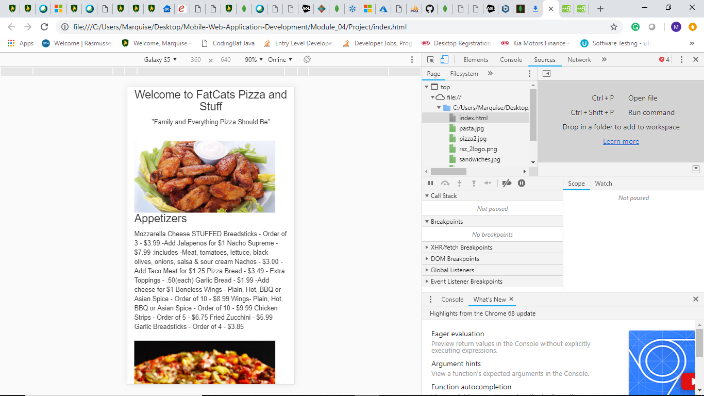 file:///C:/Users/Marquise/Desktop/Mobile-Web-Application-Development/Module_04/Project/index.html
Apps
Welcome | Rasmuss
Welcome, Marquise -
CodingBat Java
Entry Level Develope
Developer Jobs, Prog
Desktop Registration
Kia Motors Finance -
Software Testing - u
Galaxy S5 360 × 640 90% Online
Elements Console Sources Network 4
Page Filesystem
top
file://
C:/Users/Marquise/Desktop,
index.html
pasta.jpg
pizza2.jpg
rsz_2logo.png
sandwiches.jpg
Ctrl + P Open file
Ctrl + Shift + P Run command
Drop in a folder to add to workspace
Learn more
Welcome to FatCats Pizza and
Stuff
"Family and Everything Pizza Should Be"
Appetizers
Mozzarella Cheese STUFFED Breadsticks - Order of
3 - $3.99 -Add Jalapenos for $1 Nacho Supreme -
$7.99 :Includes -Meat, tomatoes, lettuce, black
olives, onions, salsa & sour cream Nachos - $3.00 -
Add Taco Meat for $1.25 Pizza Bread - $3.49 - Extra
Toppings - .50(each) Garlic Bread - $1.99 -Add
cheese for $1 Boneless Wings - Plain, Hot, BBQ or
Asian Spice - Order of 10 - $8.99 Wings- Plain, Hot,
BBQ or Asian Spice - Order of 10 - $9.99 Chicken
Strips - Order of 5 - $6.75 Fried Zucchini - $5.99
Garlic Breadsticks - Order of 4 - $3.85
Call Stack
Not paused
Breakpoints
No breakpoints
XHR/fetch Breakpoints
DOM Breakpoints
Global Listeners
Event Listener Breakpoints
Scope Watch
Not paused
Console What's New
Highlights from the Chrome 68 update
Eager evaluation
Preview return values in the Console without explicitly
executing expressions.
Argument hints
View a function's expected arguments in the Console.
Function autocompletion